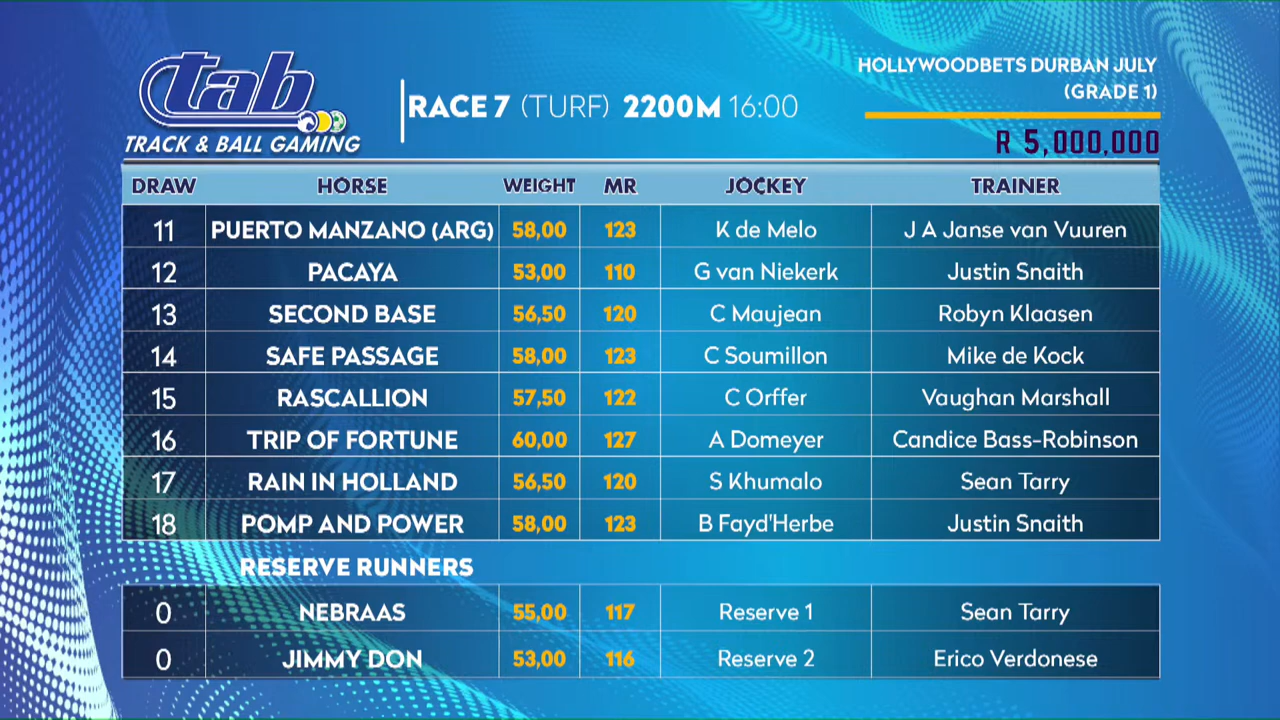 tab
TRACK & BALL GAMING
RACE 7 (TURF) 2200M 16:00
HOLLYWOODBETS DURBAN JULY
(GRADE 1)
R 5,000,000
DRAW HORSE WEIGHT MR JOCKEY TRAINER
11 PUERTO MANZANO (ARG) 58,00 123 K de Melo J A Janse van Vuuren
12 PACAYA 53,00 110 G van Niekerk Justin Snaith
13 SECOND BASE 56,50 120 C Maujean Robyn Klaasen
14 SAFE PASSAGE 58,00 123 C Soumillon Mike de Kock
15 RASCALLION 57,50 122 C Orffer Vaughan Marshall
16 TRIP OF FORTUNE 60,00 127 A Domeyer Candice Bass-Robinson
17 RAIN IN HOLLAND 56,50 120 S Khumalo Sean Tarry
18 POMP AND POWER 58,00 123 B Fayd'Herbe Justin Snaith
RESERVE RUNNERS
0 NEBRAAS 55,00 117 Reserve 1 Sean Tarry
0 JIMMY DON 53,00 116 Reserve 2 Erico Verdonese